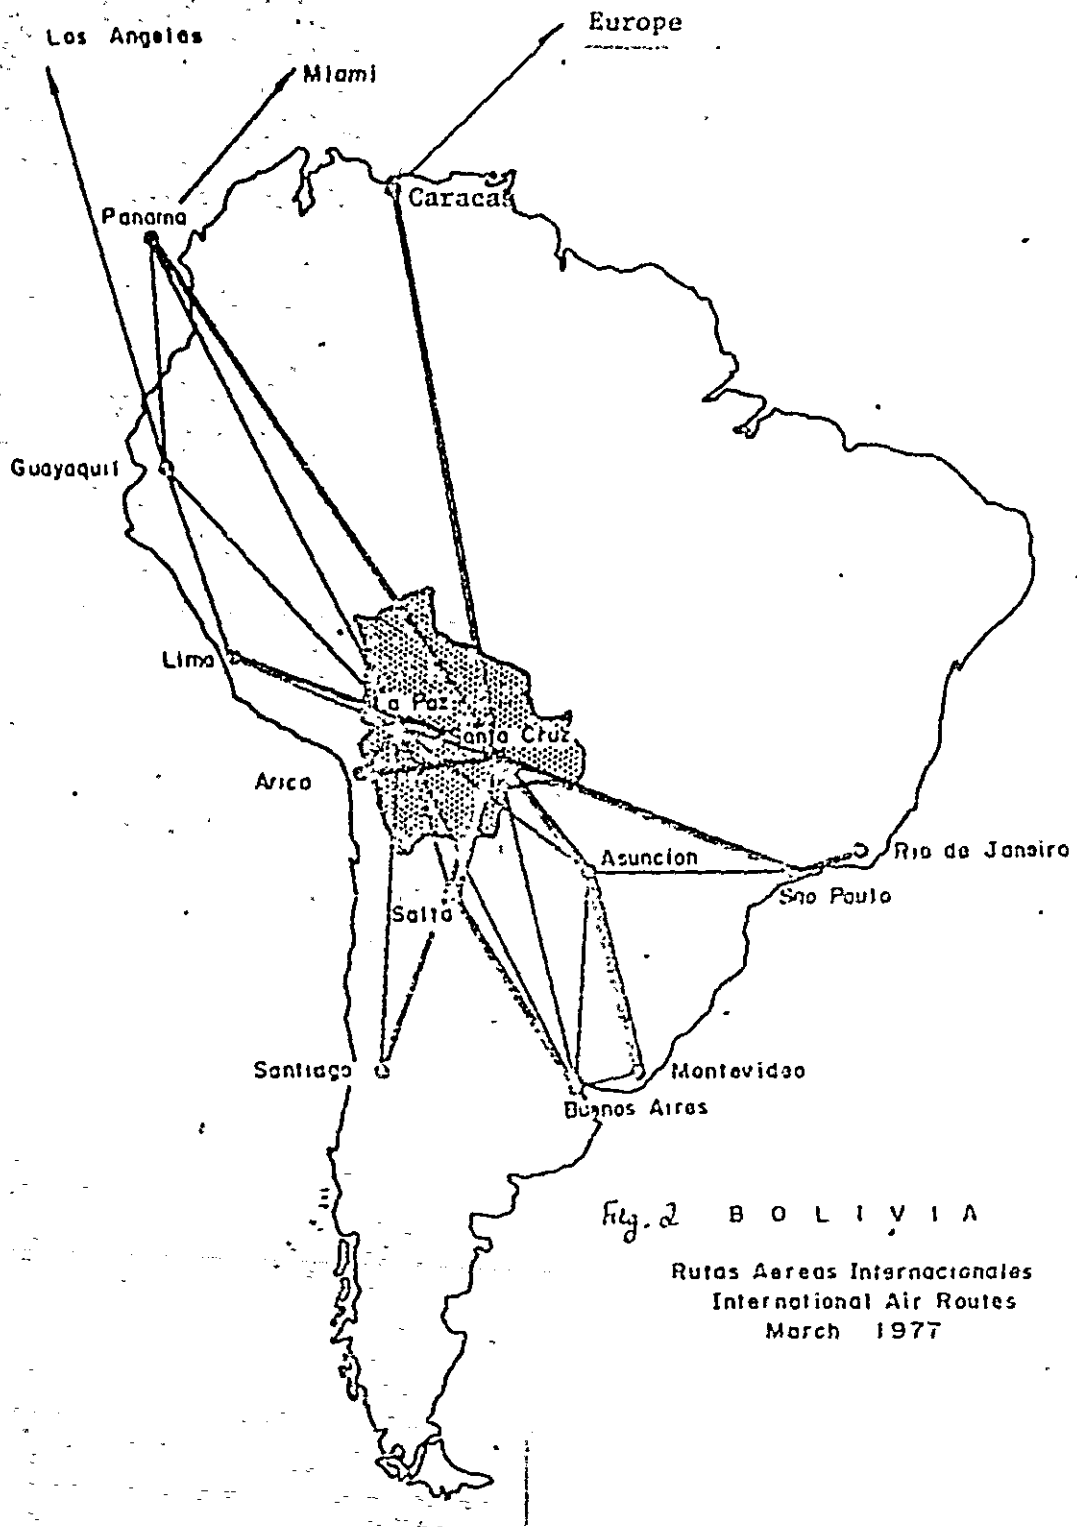 Europe
Los Angeles
Miami
Caracas
Panama
Guayaquil
Lima
La Paz
Santa Cruz
Arica
Asuncion
Rio de Janeiro
Sao Paulo
Salta
Santiago
Montevideo
Buenos Aires
Fig. 2 BOLIVIA
Rutas Aereas Internacionales
International Air Routes
March 1977